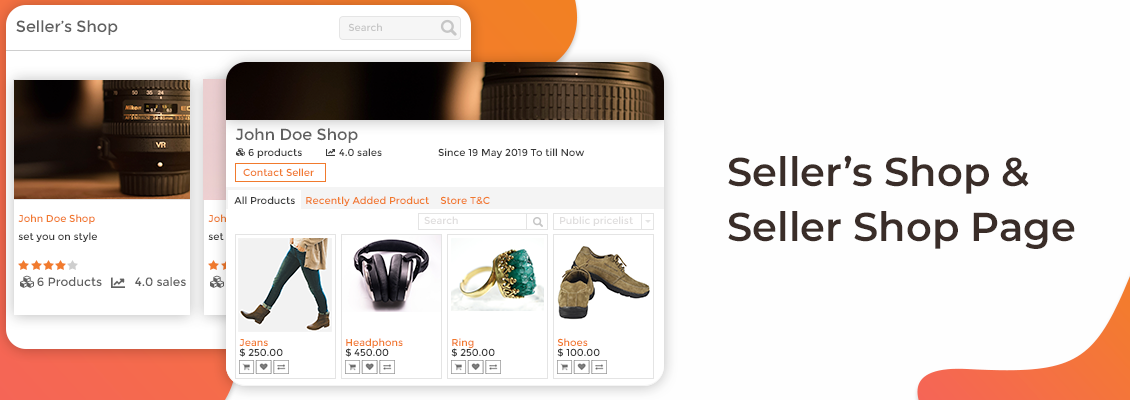 Seller's Shop
Search
John Doe Shop
set you on style
6 Products 4.0 sales
Joh
set
John Doe Shop
6 products 4.0 sales Since 19 May 2019 To till Now
Contact Seller
All Products Recently Added Product Store T&C
Search Public pricelist
Jeans
$ 250.00
Headphons
$ 450.00
Ring
$ 250.00
Shoes
$ 100.00
Seller's Shop &
Seller Shop Page